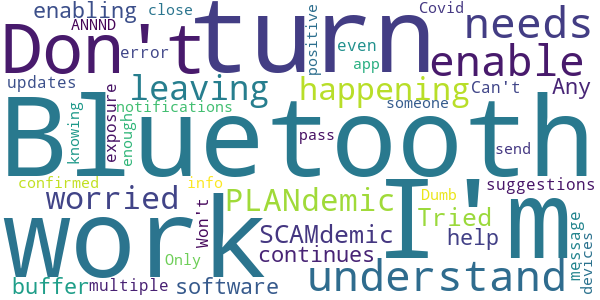 enabling close Covid
ANNND
Don't turn needs
error positive even enable
app
updates leaving happening Can't Any
notifications someone
Bluetooth
knowing enough exposure
pass send
confirmed info suggestions
worried PLANdemic Dumb
work I'm
Won't Tried
SCAMdemic help
continues
Only understand message
buffer multiple software devices